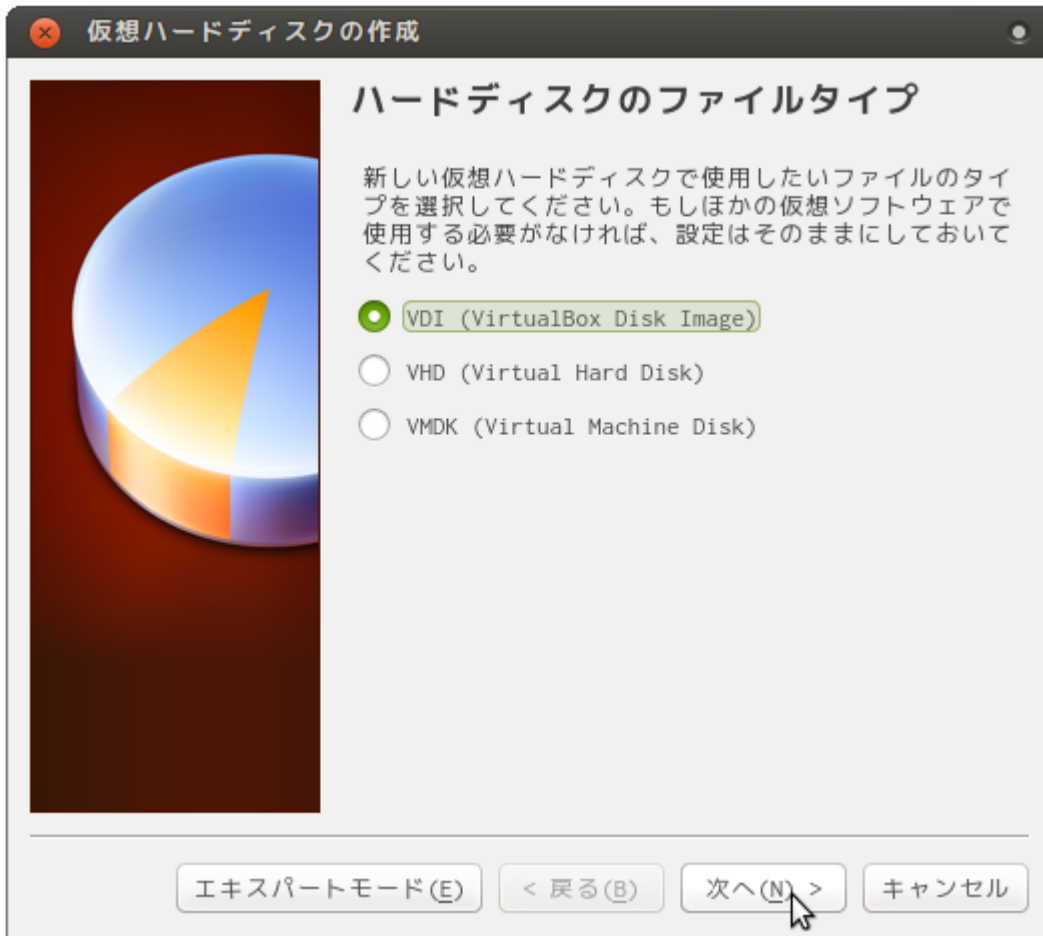 仮想ハードディスクの作成
ハードディスクのファイルタイプ
新しい仮想ハードディスクで使用したいファイルのタイ
プを選択してください。もしほかの仮想ソフトウェアで
使用する必要がなければ、設定はそのままにしておいて
ください。
VDI (VirtualBox Disk Image)
VHD (Virtual Hard Disk)
VMDK (Virtual Machine Disk)
エキスパートモード(E) < 戻る(B) 次へ(N) > キャンセル